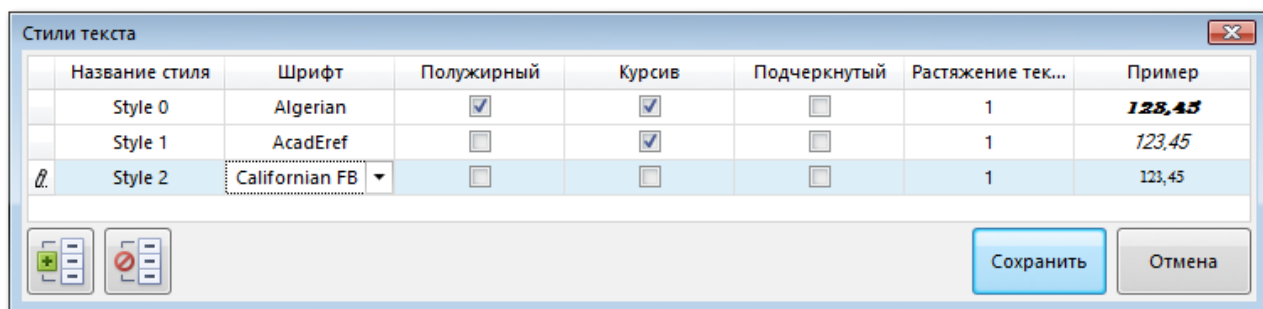 Стили текста
Название стиля Шрифт Полужирный Курсив Подчеркнутый Растяжение тек... Пример
Style 0 Algerian 1 123,45
Style 1 AcadEref 1 123,45
Style 2 Californian FB 1 123,45
Сохранить Отмена